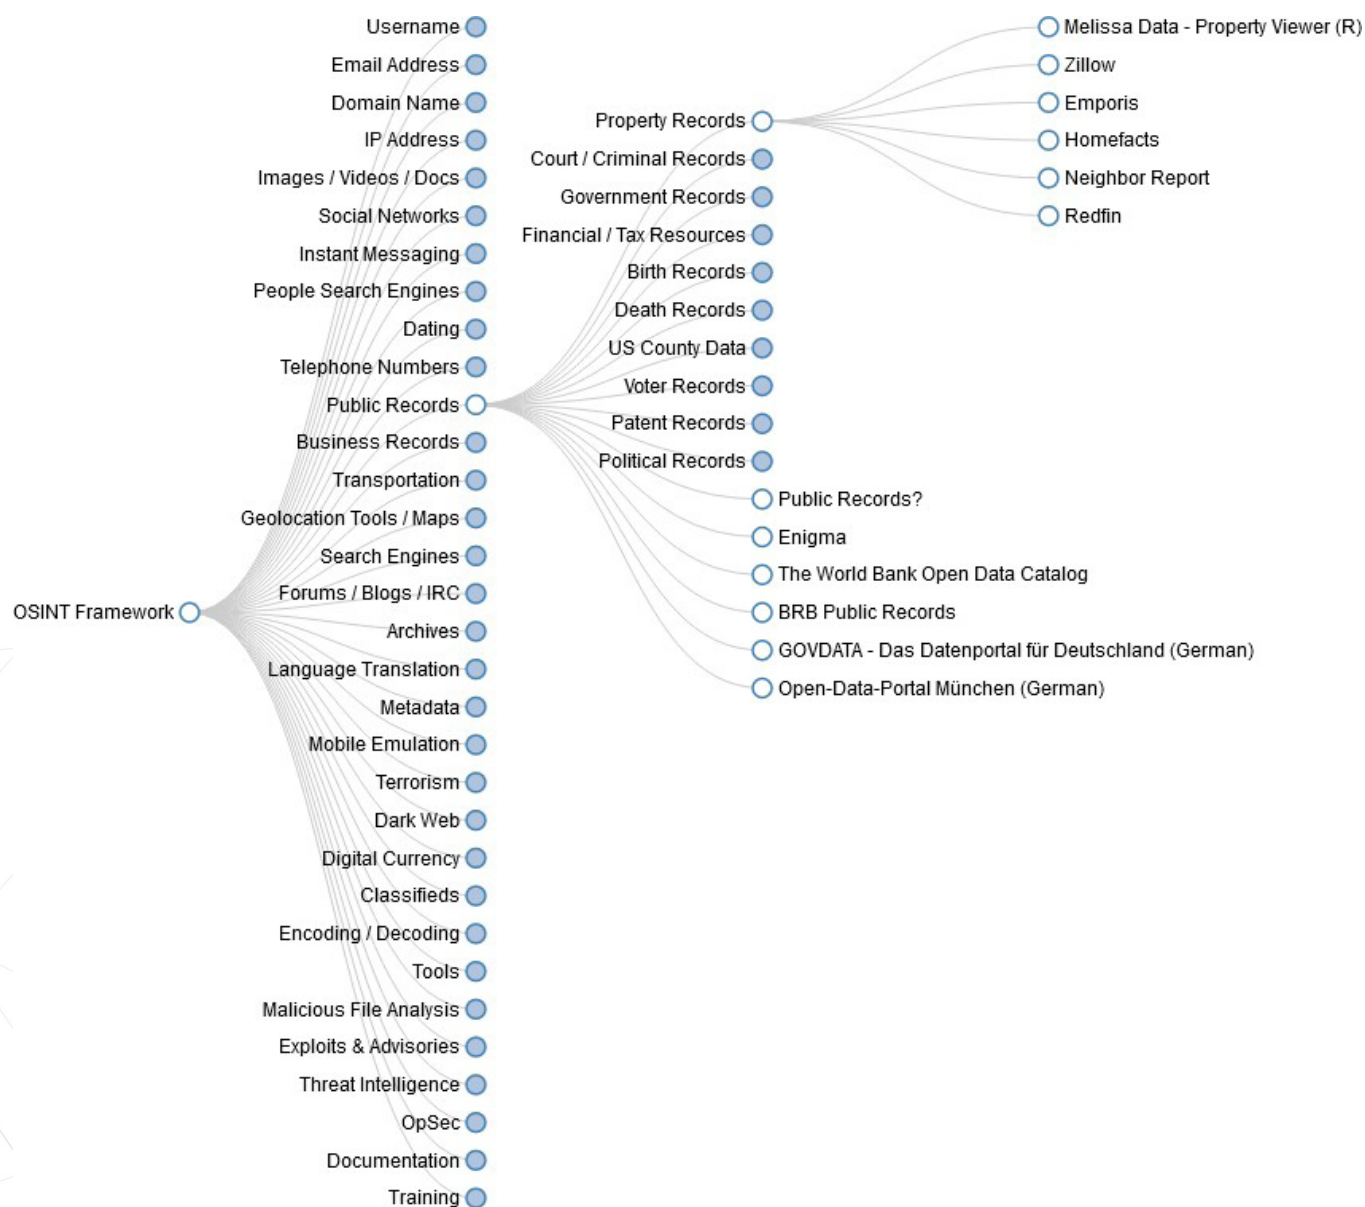 OSINT Framework
Username
Email Address
Domain Name
IP Address
Images / Videos / Docs
Social Networks
Instant Messaging
People Search Engines
Dating
Telephone Numbers
Public Records
Business Records
Transportation
Geolocation Tools / Maps
Search Engines
Forums / Blogs / IRC
Archives
Language Translation
Metadata
Mobile Emulation
Terrorism
Dark Web
Digital Currency
Classifieds
Encoding / Decoding
Tools
Malicious File Analysis
Exploits & Advisories
Threat Intelligence
OpSec
Documentation
Training
Property Records
Court / Criminal Records
Government Records
Financial / Tax Resources
Birth Records
Death Records
US County Data
Voter Records
Patent Records
Political Records
Public Records?
Enigma
The World Bank Open Data Catalog
BRB Public Records
GOVDATA - Das Datenportal für Deutschland (German)
Open-Data-Portal München (German)
Melissa Data - Property Viewer (R)
Zillow
Emporis
Homefacts
Neighbor Report
Redfin